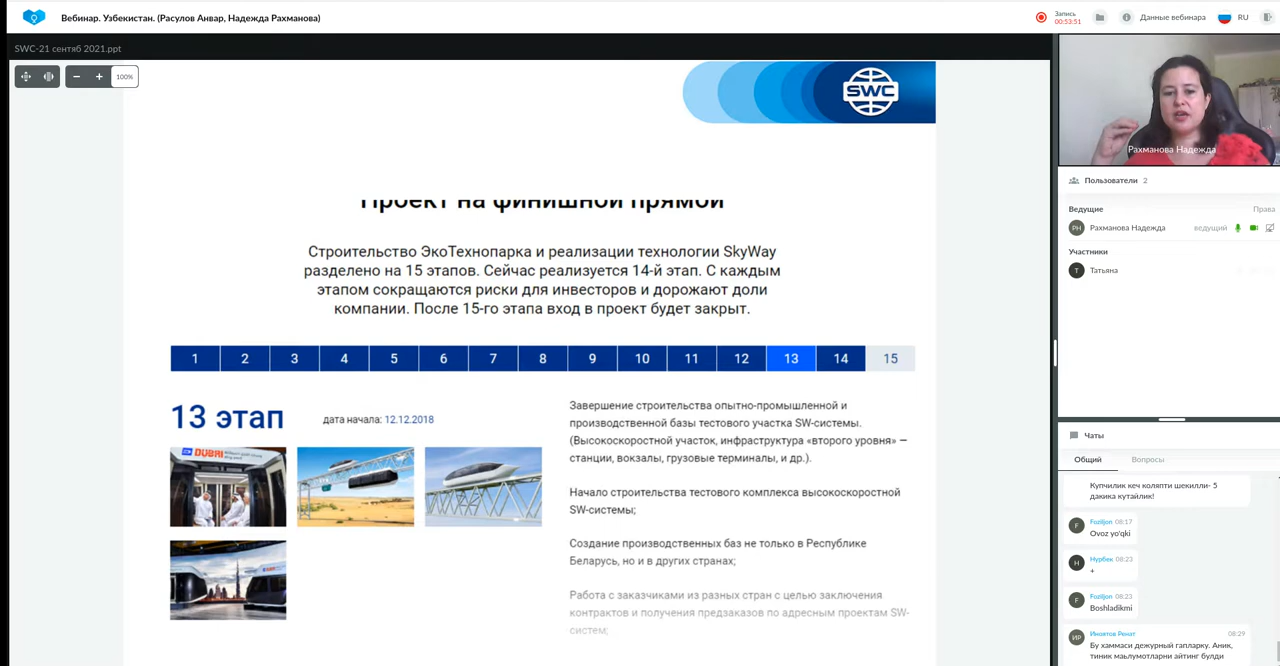 Вебинар. Узбекистан. (Расулов Анвар, Надежда Рахманова)
Запись
00:53:51
Данные вебинара
RU
SWC-21 сентяб 2021.ppt
100%
SWC
Проект на финишной прямой
Строительство ЭкоТехнопарка и реализации технологии SkyWay
разделено на 15 этапов. Сейчас реализуется 14-й этап. С каждым
этапом сокращаются риски для инвесторов и дорожают доли
компании. После 15-го этапа вход в проект будет закрыт.
1 2 3 4 5 6 7 8 9 10 11 12 13 14 15
13 этап
дата начала: 12.12.2018
DUBAI
Завершение строительства опытно-промышленной и
производственной базы тестового участка SW-системы.
(Высокоскоростной участок, инфраструктура «второго уровня» —
станции, вокзалы, грузовые терминалы, и др.).
Начало строительства тестового комплекса высокоскоростной
SW-системы;
Создание производственных баз не только в Республике
Беларусь, но и в других странах;
Работа с заказчиками из разных стран с целью заключения
контрактов и получения предзаказов по адресным проектам SW-
систем;
Рахманова Надежда
Пользователи 2
Ведущие
Права
РН
Рахманова Надежда
ведущий
Участники
Т
Татьяна
Чаты
Общий
Вопросы
Купчилик кеч коляпти шекилли- 5
дакика кутайлик!
F
Foziljon 08:17
Ovoz yo'qki
Н
Нурбек 08:23
+
F
Foziljon 08:23
Boshladikmi
ИР
Иноятов Ренат 08:29
Бу хаммаси дежурный гапларку. Аник,
тиник маълумотларни айтинг булди